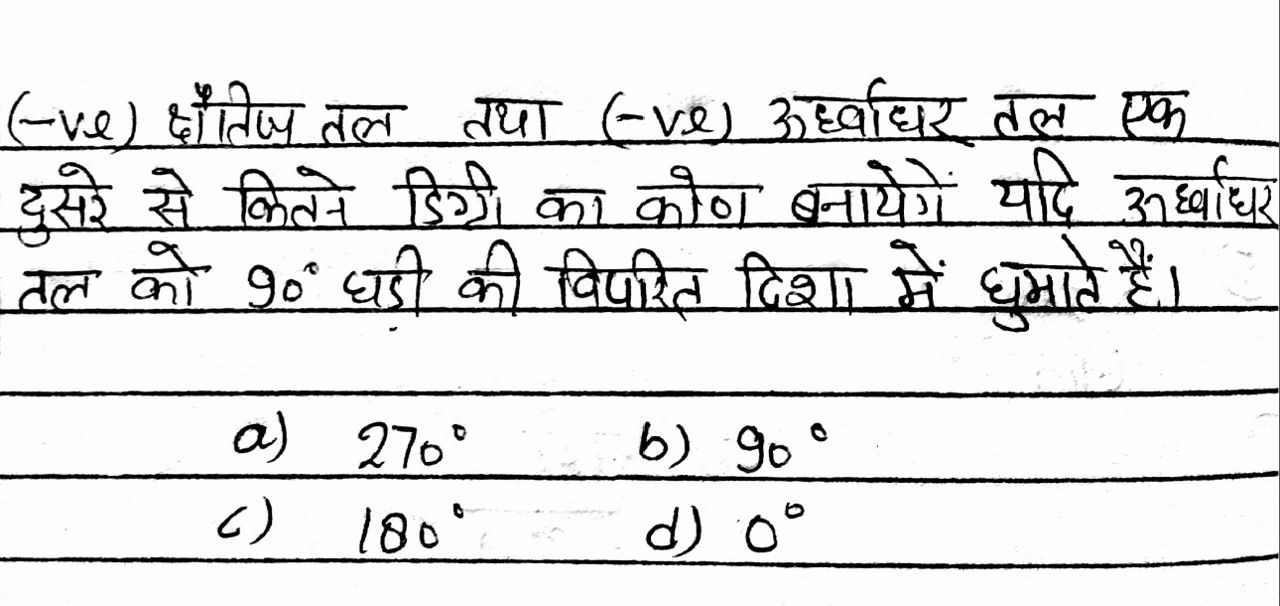 (-ve) क्षैतिज तल तथा (-ve) ऊर्ध्वाधर तल एक
दुसरे से कितने डिग्री का कोण बनायेगें यदि ऊर्ध्वाधर
तल को 90° घड़ी की विपरित दिशा में घुमाते हैं।
a) 270° b) 90°
c) 180° d) 0°